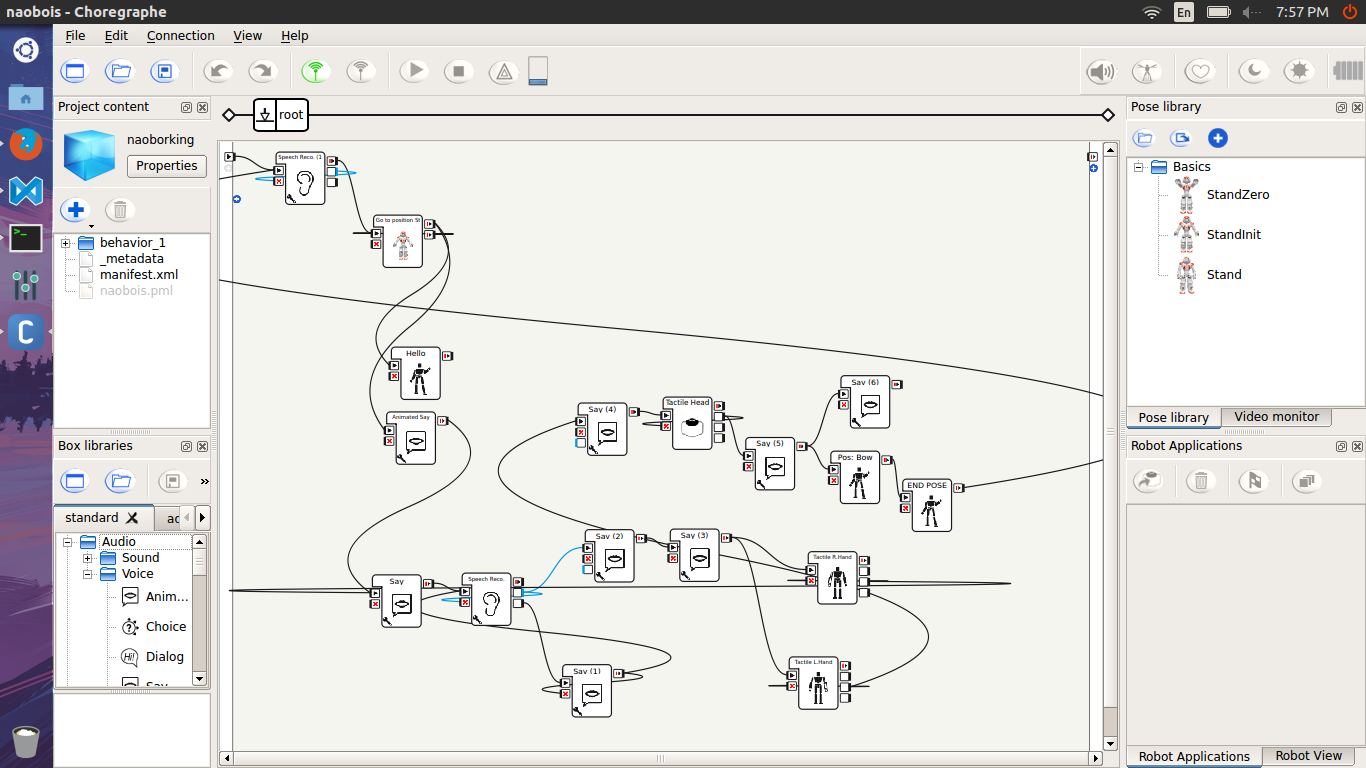 naobois - Choregraphe
En
7:57 PM
File Edit Connection View Help
Project content
naoborking
Properties
behavior_1
_metadata
manifest.xml
naobois.pml
Box libraries
»
standard
Audio
Sound
Voice
Anim...
Choice
Hi!
Dialog
Say
root
Speech Reco. (1
Go to position St
Hello
Animated Say
Say (4)
Tactile Head
Say (5)
Say (6)
Pos: Bow
END POSE
Say (2)
Say (3)
Tactile R.Hand
Say
Speech Reco.
Say (1)
Tactile L.Hand
Pose library
Basics
StandZero
StandInit
Stand
Pose library
Video monitor
Robot Applications
Robot Applications
Robot View